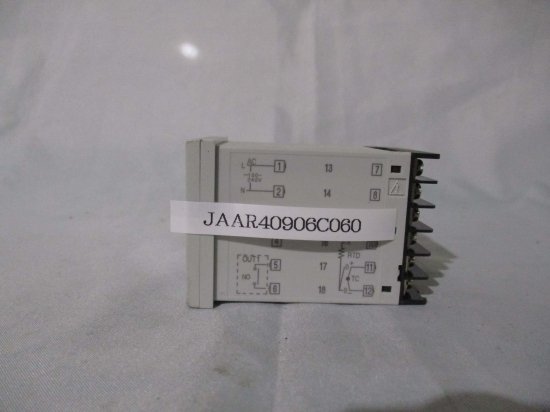 AC
L 1 13 7
100-240V
N 2 14 8
JAAR40906C060
RTD
OUT1 5 17 11
NO TC
6 18 12